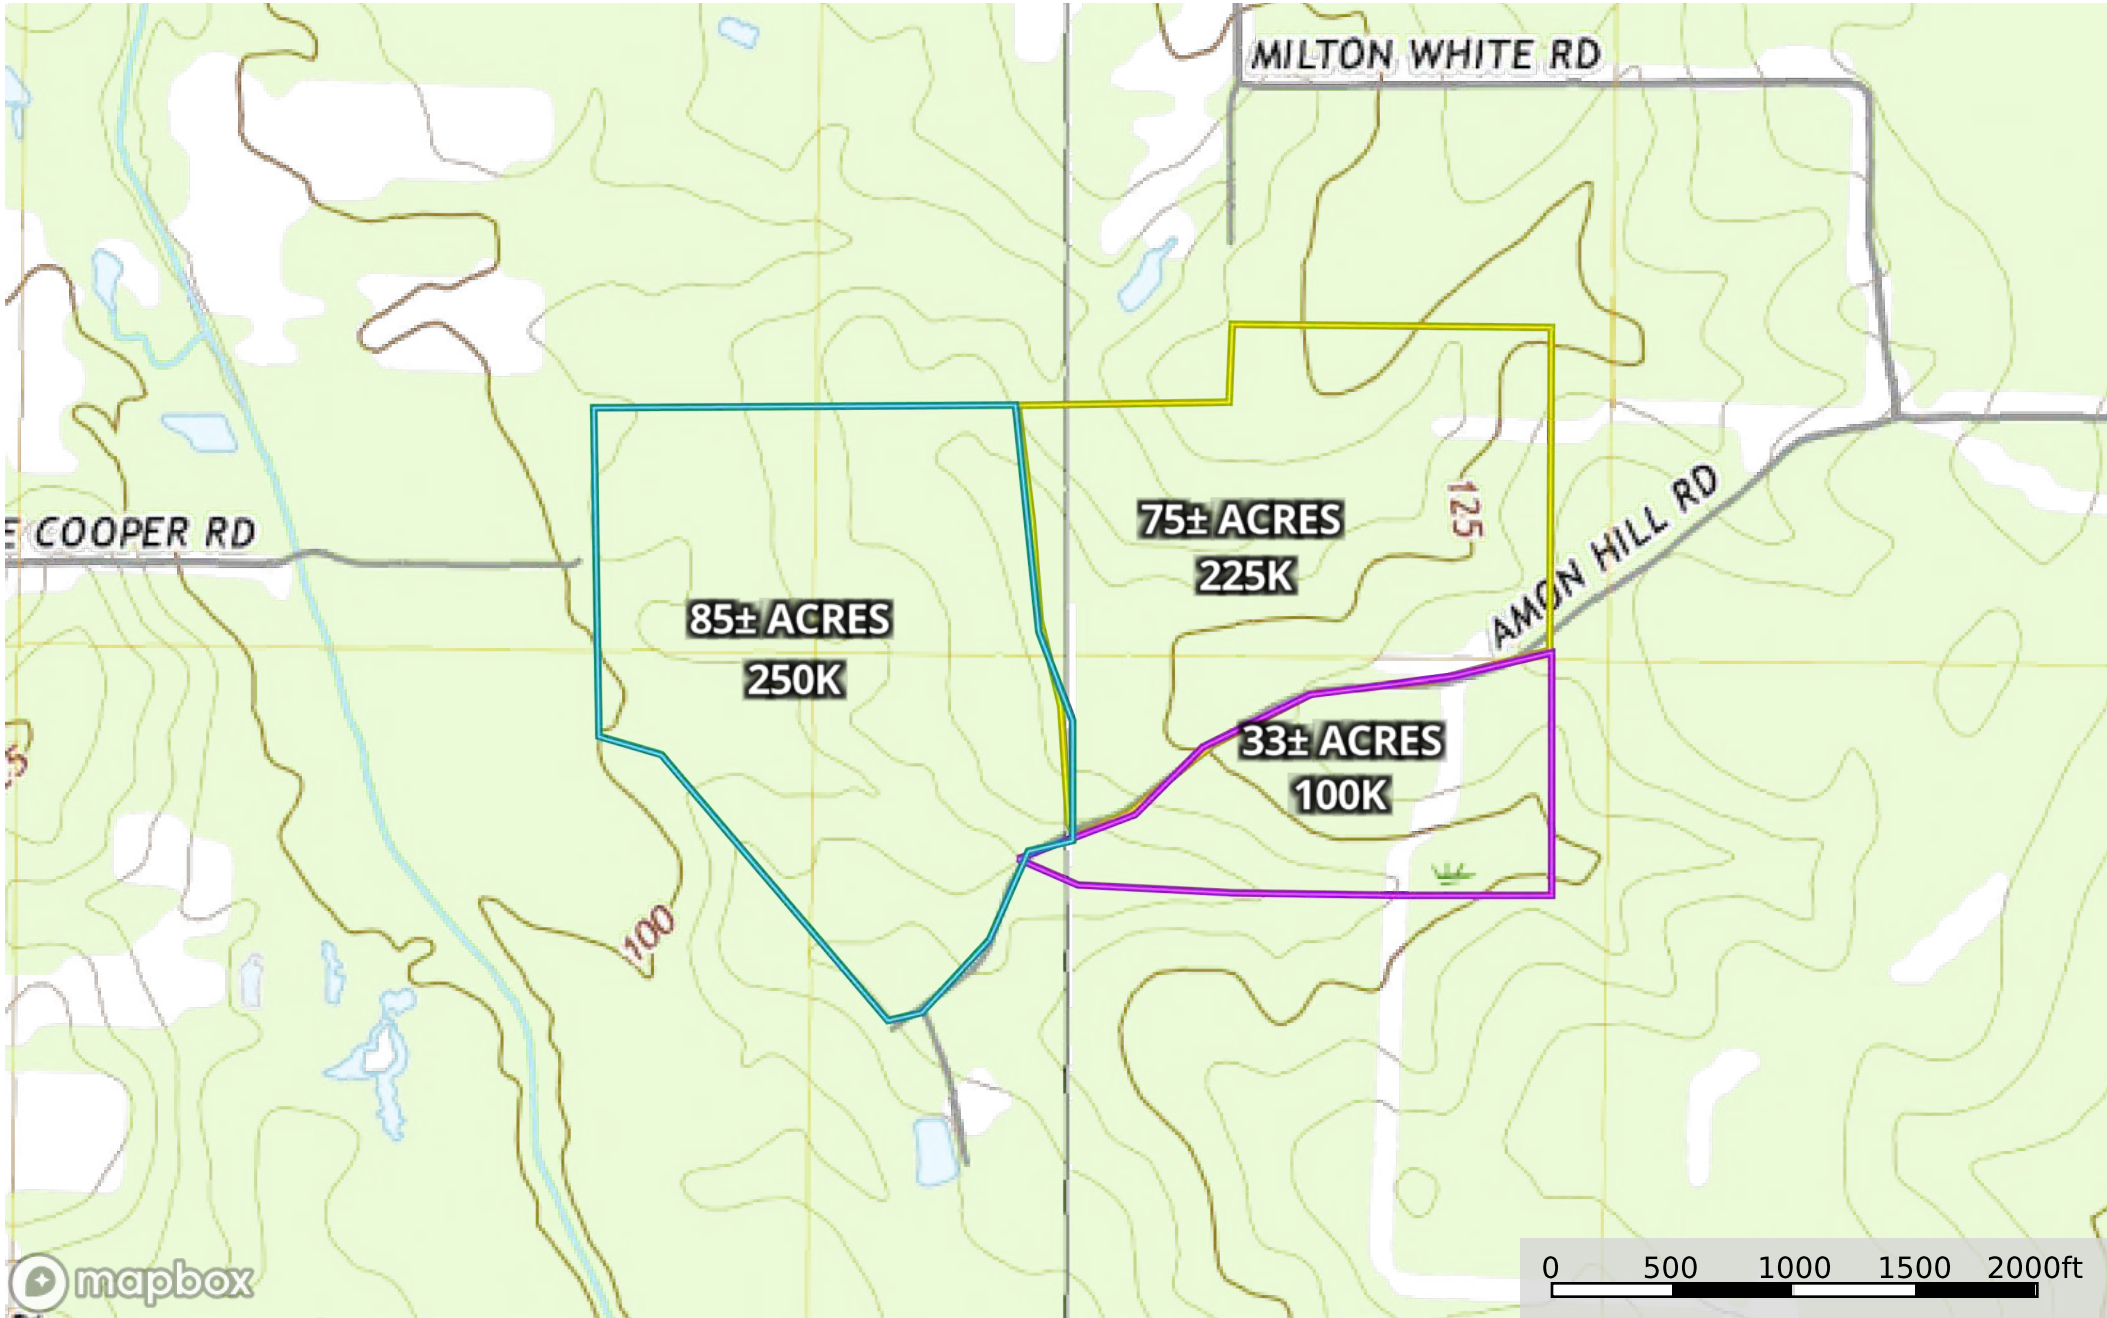 MILTON WHITE RD
E COOPER RD
75± ACRES
225K
125
AMON HILL RD
85± ACRES
250K
33± ACRES
100K
100
mapbox
0 500 1000 1500 2000ft